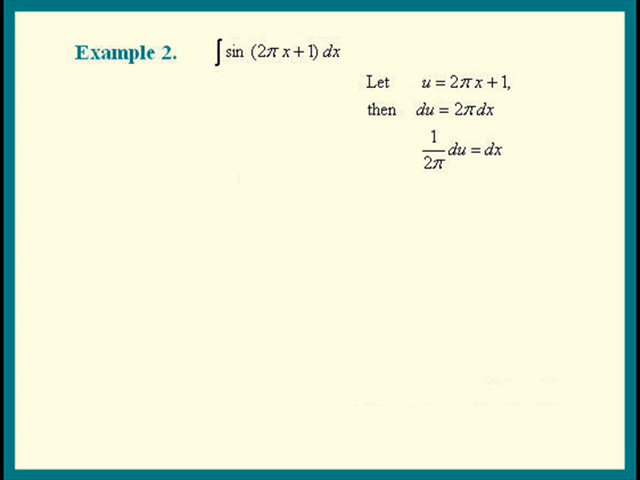 Example 2. ∫ sin (2π x + 1) dx
Let u = 2π x + 1,
then du = 2π dx
1/2π du = dx